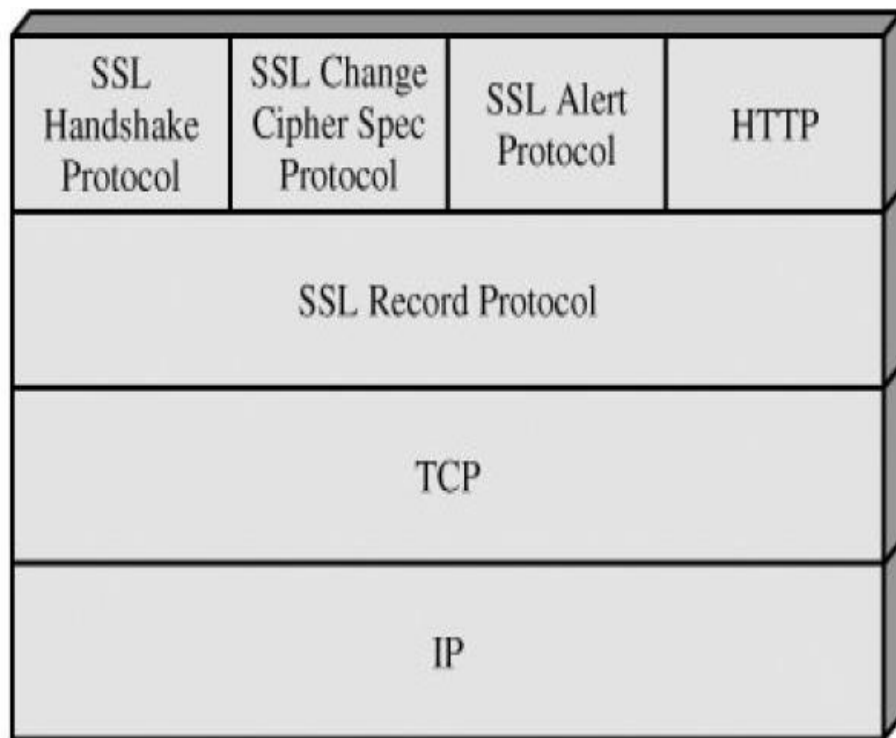 SSL
Handshake
Protocol
SSL Change
Cipher Spec
Protocol
SSL Alert
Protocol
HTTP
SSL Record Protocol
TCP
IP